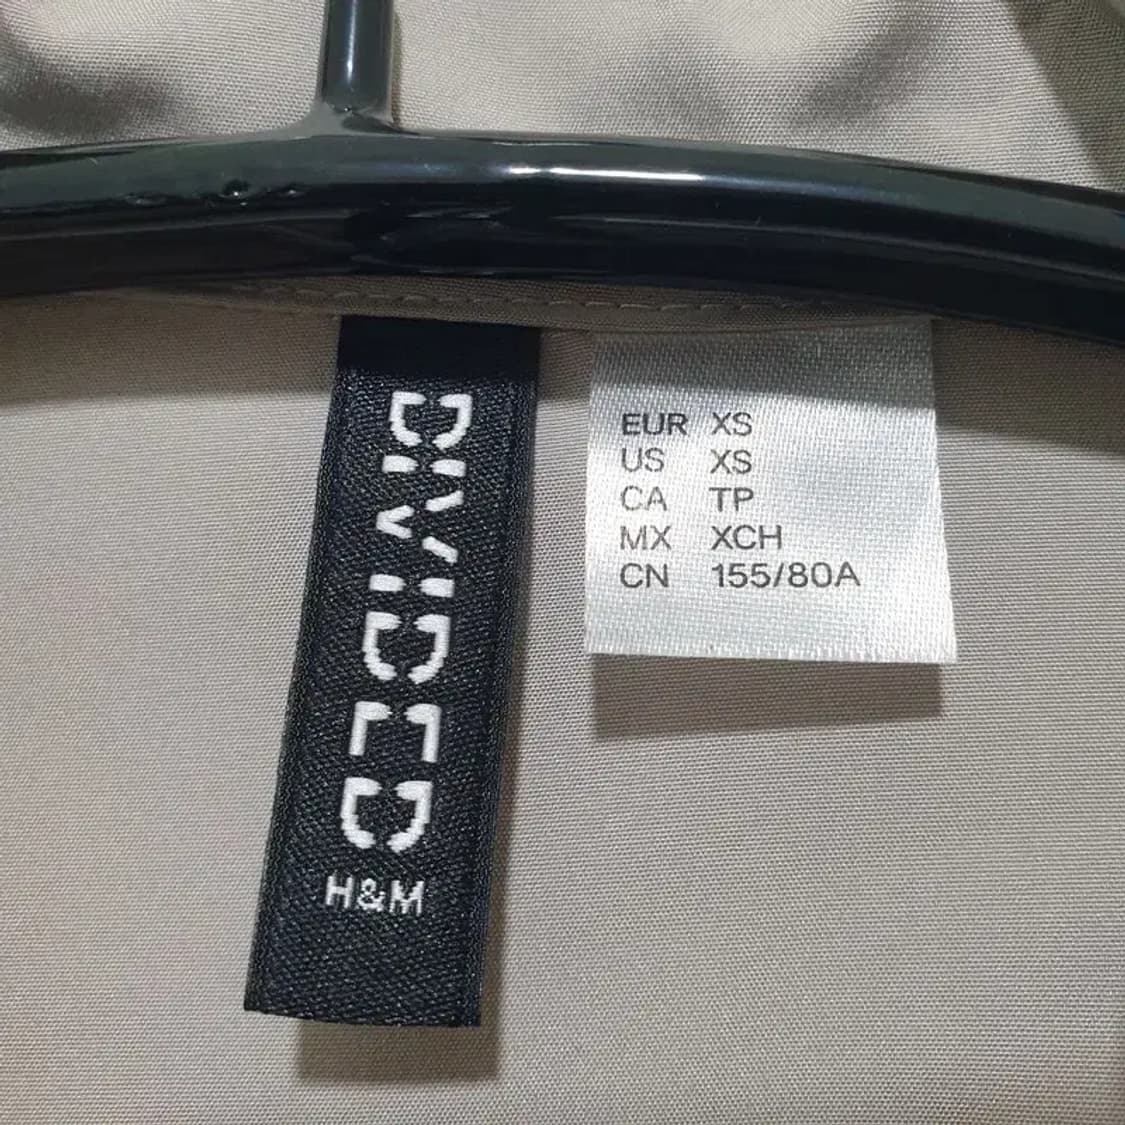 DIVIDED
H&M
EUR XS
US XS
CA TP
MX XCH
CN 155/80A